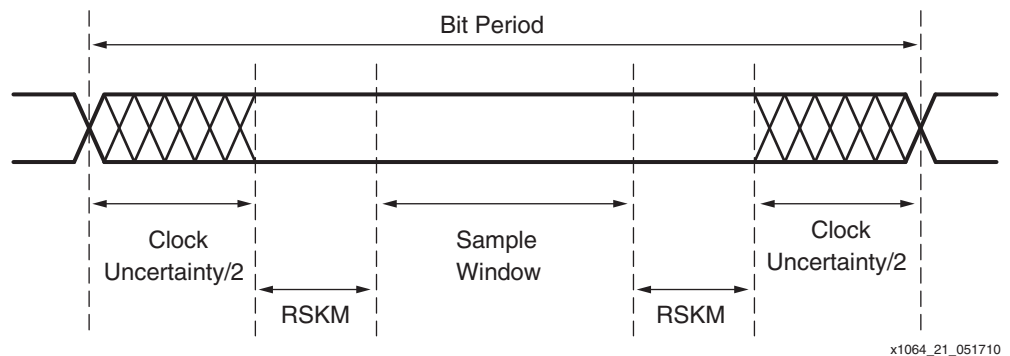 Bit Period
Clock
Uncertainty/2
Sample
Window
Clock
Uncertainty/2
RSKM
RSKM
x1064_21_051710